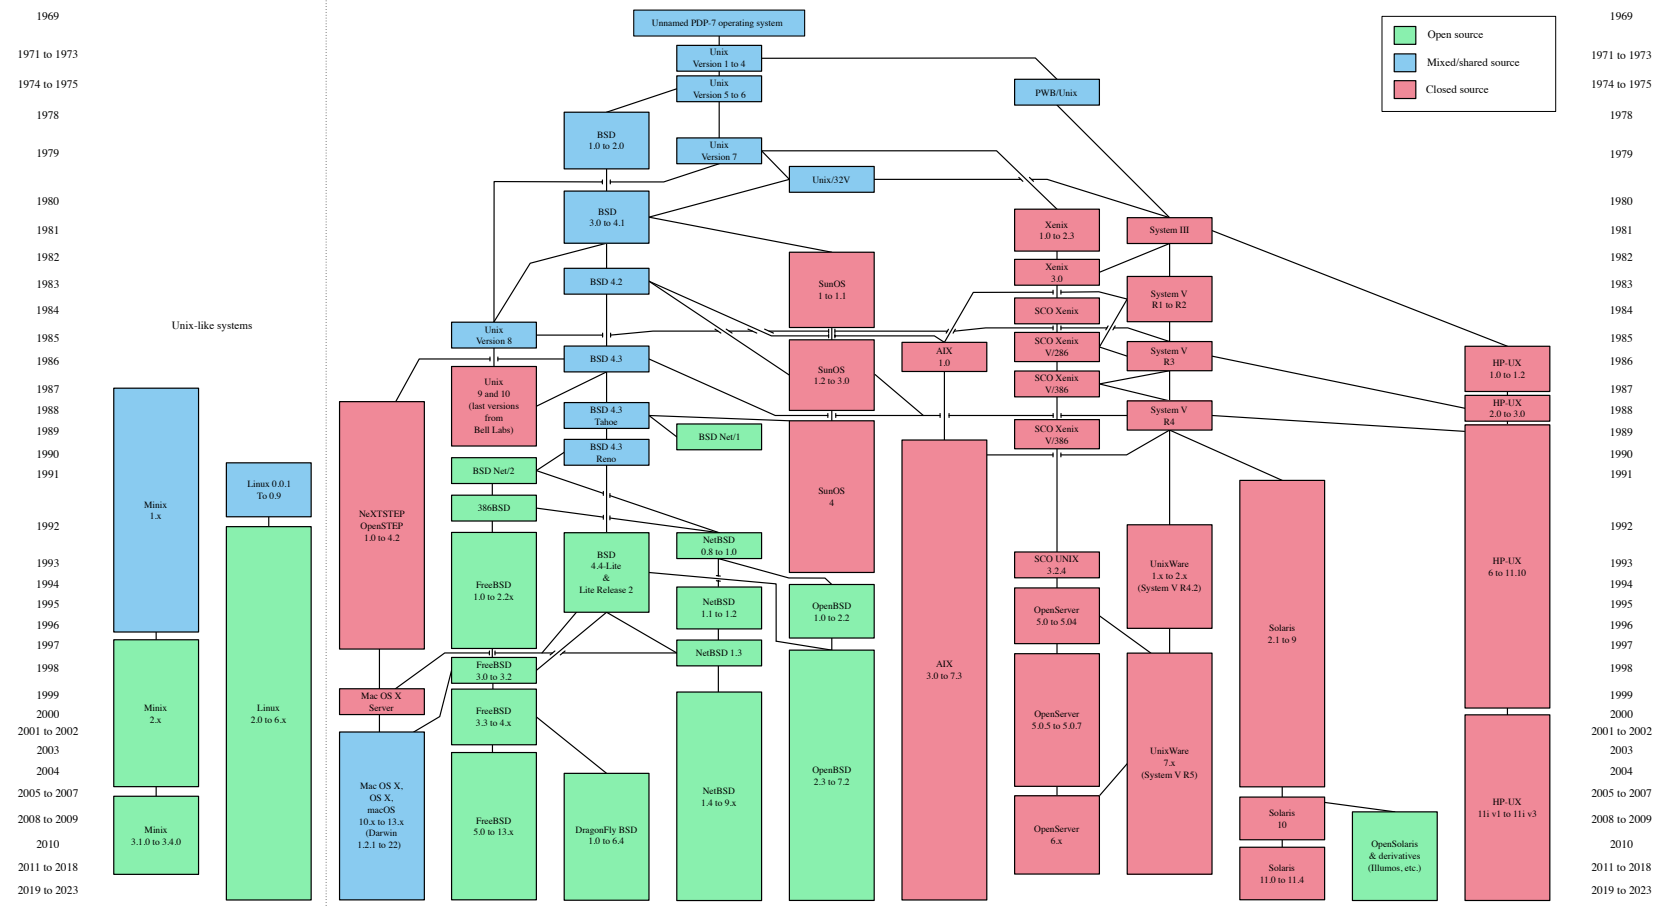 1969
1971 to 1973
1974 to 1975
1978
1979
1980
1981
1982
1983
1984
1985
1986
1987
1988
1989
1990
1991
1992
1993
1994
1995
1996
1997
1998
1999
2000
2001 to 2002
2003
2004
2005 to 2007
2008 to 2009
2010
2011 to 2018
2019 to 2023
Unix-like systems
Minix
1.x
Minix
2.x
Minix
3.1.0 to 3.4.0
Linux 0.0.1
To 0.9
Linux
2.0 to 6.x
Unnamed PDP-7 operating system
Unix
Version 1 to 4
Unix
Version 5 to 6
PWB/Unix
BSD
1.0 to 2.0
Unix
Version 7
Unix/32V
BSD
3.0 to 4.1
BSD 4.2
Unix
Version 8
BSD 4.3
Unix
9 and 10
(last versions
from
Bell Labs)
BSD 4.3
Tahoe
BSD 4.3
Reno
BSD Net/1
BSD Net/2
386BSD
NeXTSTEP
OpenSTEP
1.0 to 4.2
Mac OS X
Server
Mac OS X,
OS X,
macOS
10.x to 13.x
(Darwin
1.2.1 to 22)
FreeBSD
1.0 to 2.2x
FreeBSD
3.0 to 3.2
FreeBSD
3.3 to 4.x
FreeBSD
5.0 to 13.x
BSD
4.4-Lite
&
Lite Release 2
DragonFly BSD
1.0 to 6.4
NetBSD
0.8 to 1.0
NetBSD
1.1 to 1.2
NetBSD 1.3
NetBSD
1.4 to 9.x
OpenBSD
1.0 to 2.2
OpenBSD
2.3 to 7.2
SunOS
1 to 1.1
SunOS
1.2 to 3.0
SunOS
4
AIX
1.0
AIX
3.0 to 7.3
Xenix
1.0 to 2.3
Xenix
3.0
SCO Xenix
SCO Xenix
V/286
SCO Xenix
V/386
SCO Xenix
V/386
SCO UNIX
3.2.4
OpenServer
5.0 to 5.04
OpenServer
5.0.5 to 5.0.7
OpenServer
6.x
System III
System V
R1 to R2
System V
R3
System V
R4
UnixWare
1.x to 2.x
(System V R4.2)
UnixWare
7.x
(System V R5)
Solaris
2.1 to 9
Solaris
10
Solaris
11.0 to 11.4
OpenSolaris
& derivatives
(Illumos, etc.)
HP-UX
1.0 to 1.2
HP-UX
2.0 to 3.0
HP-UX
6 to 11.10
HP-UX
11i v1 to 11i v3
Open source
Mixed/shared source
Closed source
1969
1971 to 1973
1974 to 1975
1978
1979
1980
1981
1982
1983
1984
1985
1986
1987
1988
1989
1990
1991
1992
1993
1994
1995
1996
1997
1998
1999
2000
2001 to 2002
2003
2004
2005 to 2007
2008 to 2009
2010
2011 to 2018
2019 to 2023